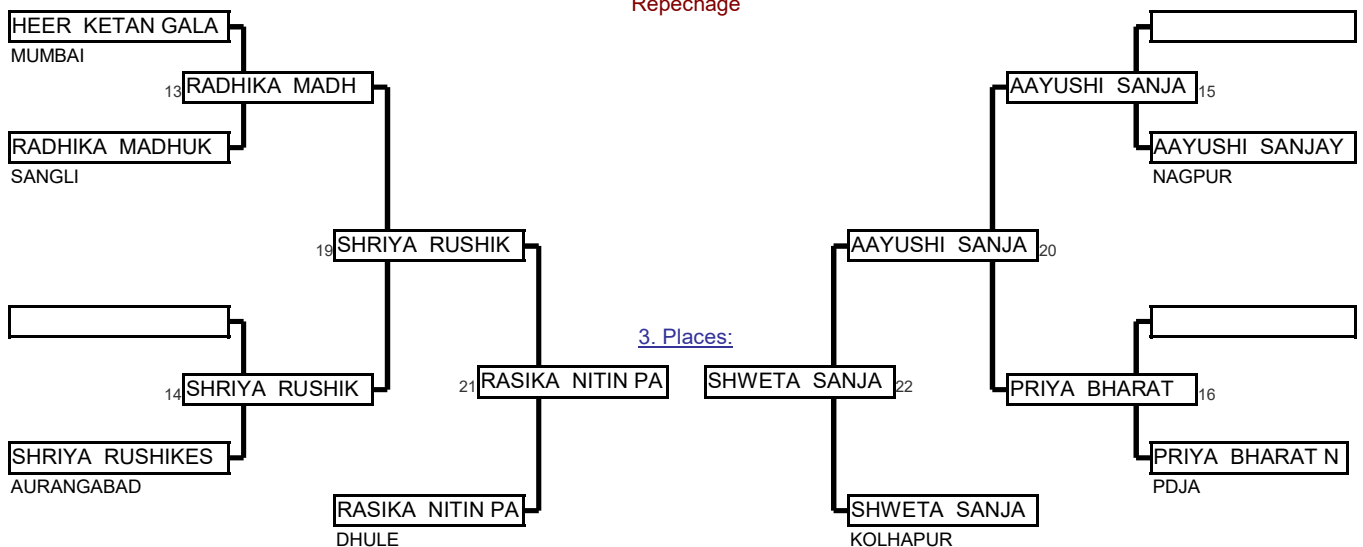 Repechage
HEER KETAN GALA
MUMBAI
13 RADHIKA MADH
AAYUSHI SANJA 15
RADHIKA MADHUK
SANGLI
AAYUSHI SANJAY
NAGPUR
19 SHRIYA RUSHIK
AAYUSHI SANJA 20
3. Places:
14 SHRIYA RUSHIK
21 RASIKA NITIN PA
SHWETA SANJA 22
PRIYA BHARAT 16
SHRIYA RUSHIKES
AURANGABAD
PRIYA BHARAT N
PDJA
RASIKA NITIN PA
DHULE
SHWETA SANJA
KOLHAPUR